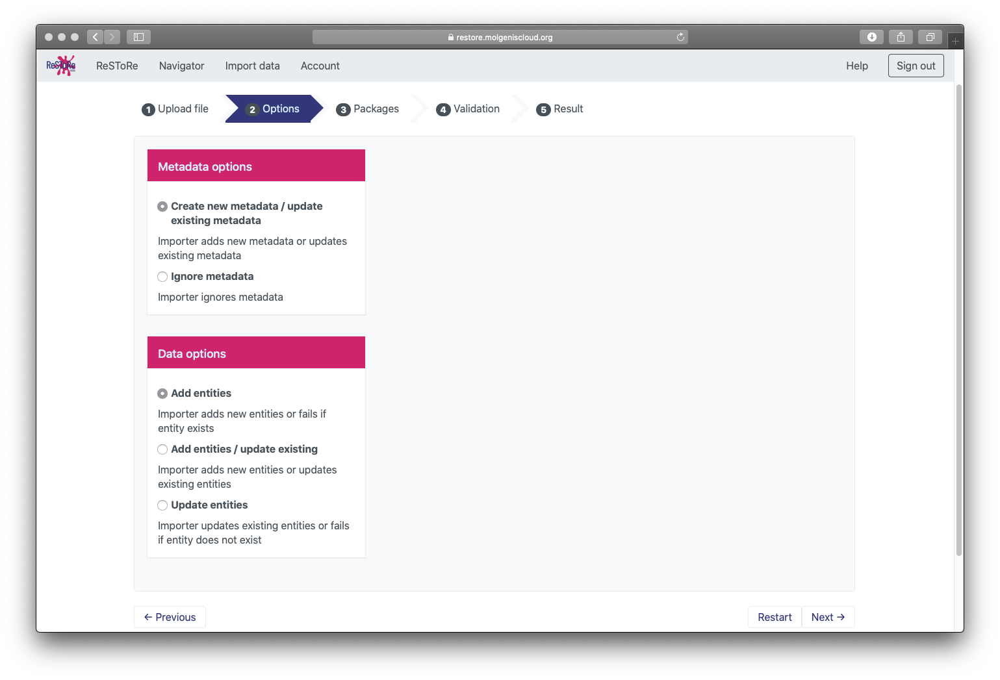 restore.molgeniscloud.org
ReSToRe ReSToRe Navigator Import data Account Help Sign out
1 Upload file 2 Options 3 Packages 4 Validation 5 Result
Metadata options
Create new metadata / update
existing metadata
Importer adds new metadata or updates
existing metadata
Ignore metadata
Importer ignores metadata
Data options
Add entities
Importer adds new entities or fails if
entity exists
Add entities / update existing
Importer adds new entities or updates
existing entities
Update entities
Importer updates existing entities or fails
if entity does not exist
← Previous Restart Next →